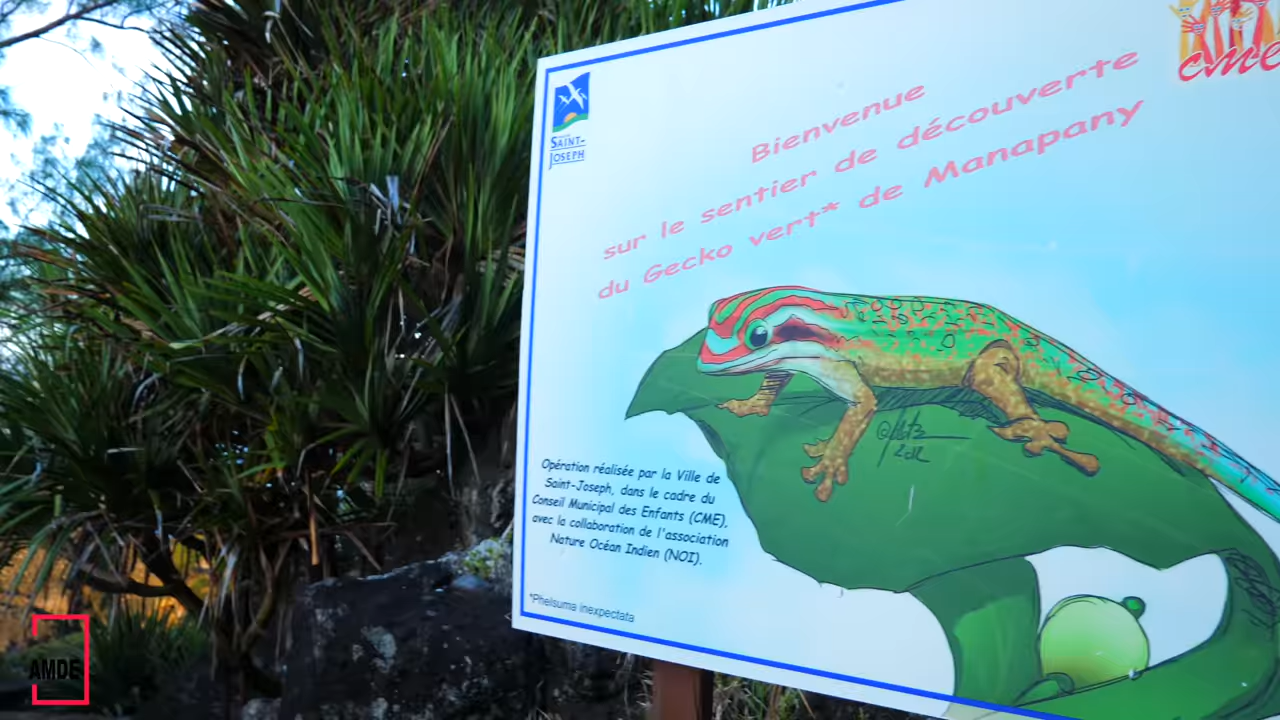 SAINT-
JOSEPH
cme
Bienvenue
sur le sentier de découverte
du Gecko vert* de Manapany
2012
Opération réalisée par la Ville de
Saint-Joseph, dans le cadre du
Conseil Municipal des Enfants (CME),
avec la collaboration de l'association
Nature Océan Indien (NOI).
*Phelsuma inexpectata
AMDE